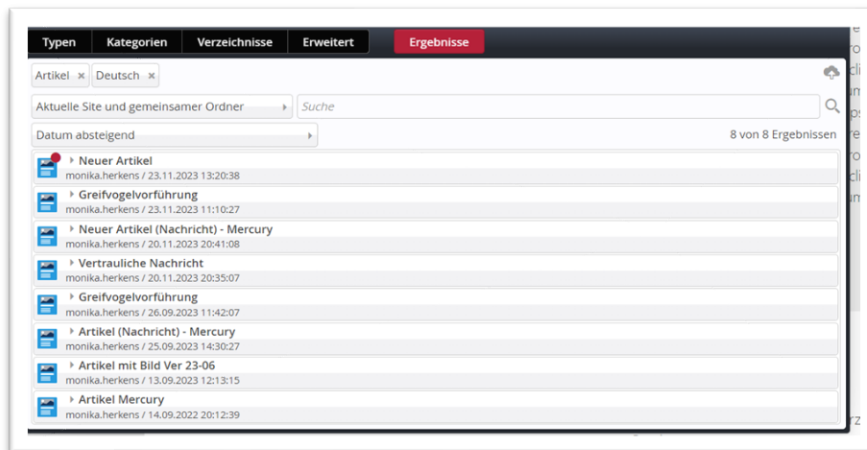 Typen Kategorien Verzeichnisse Erweitert Ergebnisse
Artikel × Deutsch ×
Aktuelle Site und gemeinsamer Ordner Suche
Datum absteigend 8 von 8 Ergebnissen
Neuer Artikel
monika.herkens / 23.11.2023 13:20:38
Greifvogelvorführung
monika.herkens / 23.11.2023 11:10:27
Neuer Artikel (Nachricht) - Mercury
monika.herkens / 20.11.2023 20:41:08
Vertrauliche Nachricht
monika.herkens / 20.11.2023 20:35:07
Greifvogelvorführung
monika.herkens / 26.09.2023 11:42:07
Artikel (Nachricht) - Mercury
monika.herkens / 25.09.2023 14:30:27
Artikel mit Bild Ver 23-06
monika.herkens / 13.09.2023 12:13:15
Artikel Mercury
monika.herkens / 14.09.2022 20:12:39